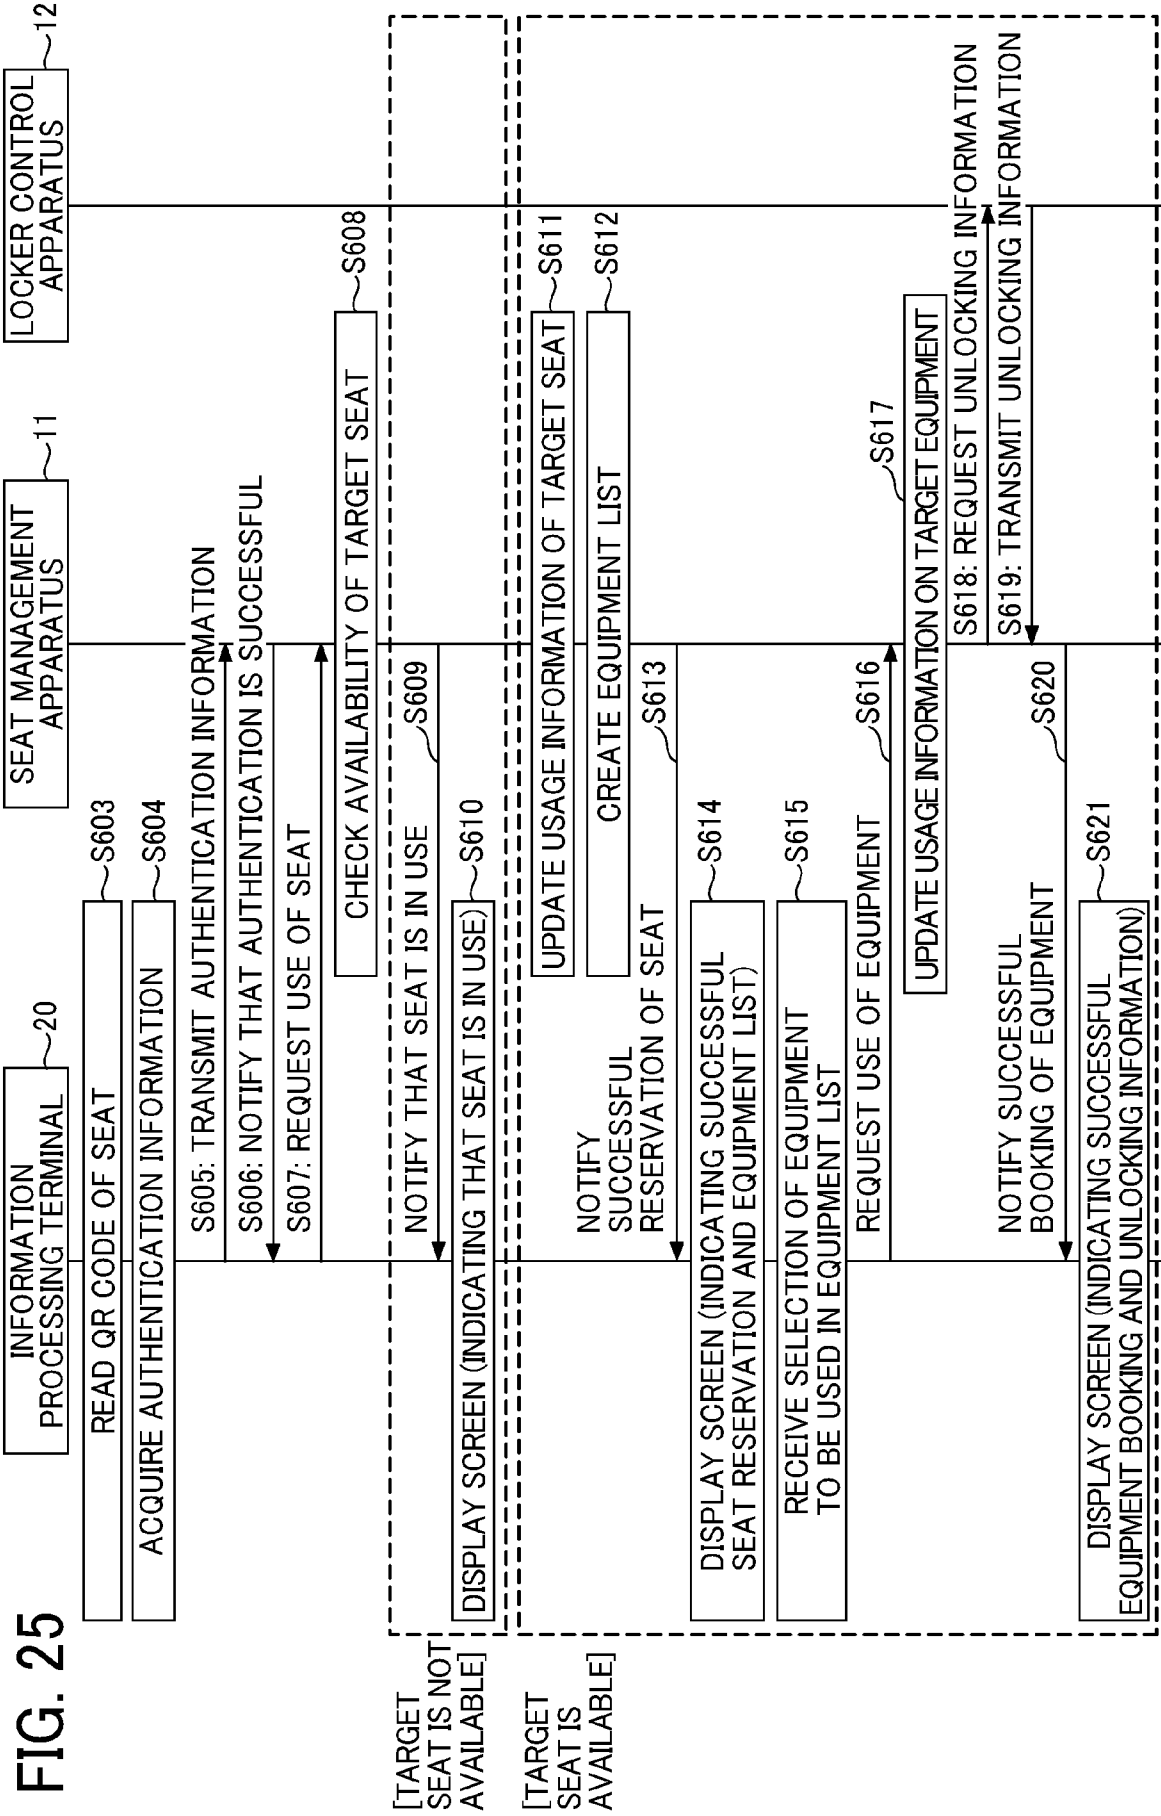 FIG. 25
INFORMATION
PROCESSING TERMINAL
20
SEAT MANAGEMENT
APPARATUS
11
LOCKER CONTROL
APPARATUS
12
READ QR CODE OF SEAT
S603
ACQUIRE AUTHENTICATION INFORMATION
S604
S605: TRANSMIT AUTHENTICATION INFORMATION
S606: NOTIFY THAT AUTHENTICATION IS SUCCESSFUL
S607: REQUEST USE OF SEAT
CHECK AVAILABILITY OF TARGET SEAT
S608
[TARGET
SEAT IS NOT
AVAILABLE]
NOTIFY THAT SEAT IS IN USE
S609
DISPLAY SCREEN (INDICATING THAT SEAT IS IN USE)
S610
[TARGET
SEAT IS
AVAILABLE]
UPDATE USAGE INFORMATION OF TARGET SEAT
S611
CREATE EQUIPMENT LIST
S612
NOTIFY
SUCCESSFUL
RESERVATION OF SEAT
S613
DISPLAY SCREEN (INDICATING SUCCESSFUL
SEAT RESERVATION AND EQUIPMENT LIST)
S614
RECEIVE SELECTION OF EQUIPMENT
TO BE USED IN EQUIPMENT LIST
S615
REQUEST USE OF EQUIPMENT
S616
UPDATE USAGE INFORMATION ON TARGET EQUIPMENT
S617
S618: REQUEST UNLOCKING INFORMATION
S619: TRANSMIT UNLOCKING INFORMATION
NOTIFY SUCCESSFUL
BOOKING OF EQUIPMENT
S620
DISPLAY SCREEN (INDICATING SUCCESSFUL
EQUIPMENT BOOKING AND UNLOCKING INFORMATION)
S621